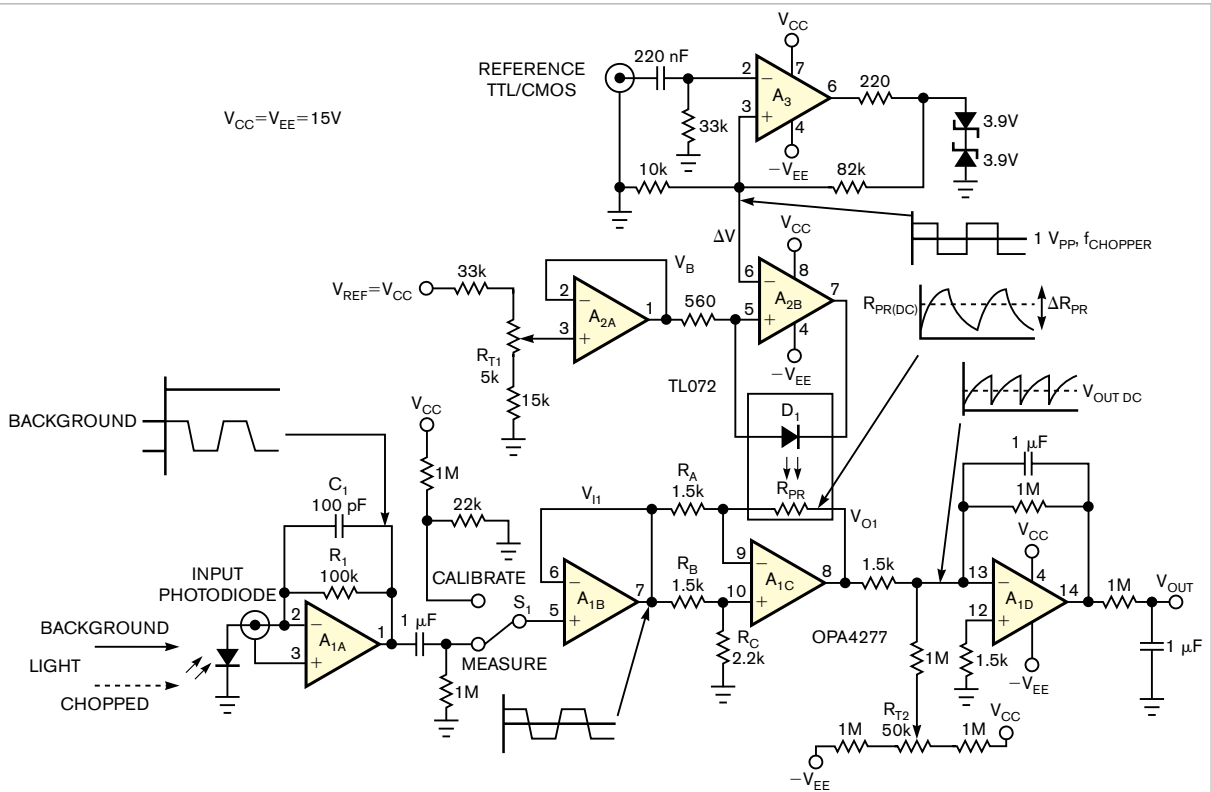 V_CC
220 nF
REFERENCE
TTL/CMOS
2
−
7
A_3
6
220
3
+
4
V_CC=V_EE=15V
33k
3.9V
3.9V
−V_EE
10k
82k
ΔV
V_CC
1 V_PP, f_CHOPPER
V_B
6
−
8
7
A_2B
5
+
4
−V_EE
V_REF=V_CC
33k
2
−
1
A_2A
3
+
560
R_PR(DC)
ΔR_PR
R_T1
5k
15k
TL072
V_OUT DC
BACKGROUND
V_CC
D_1
1M
22k
R_A
1.5k
R_PR
V_I1
V_O1
1 µF
1M
C_1
100 pF
R_1
100k
INPUT
PHOTODIODE
CALIBRATE
6
−
7
A_1B
5
+
R_B
1.5k
9
−
8
A_1C
10
+
1.5k
V_CC
13
−
4
14
A_1D
12
+
11
1M
V_OUT
BACKGROUND
LIGHT
CHOPPED
2
−
1
A_1A
3
+
1 µF
S_1
MEASURE
1M
R_C
2.2k
OPA4277
1M
1.5k
−V_EE
1 µF
R_T2
50k
1M
1M
V_CC
−V_EE